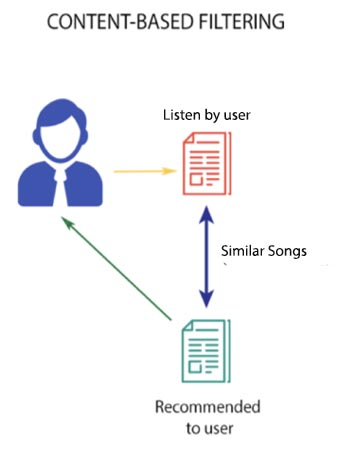 CONTENT-BASED FILTERING
Listen by user
Similar Songs
Recommended
to user